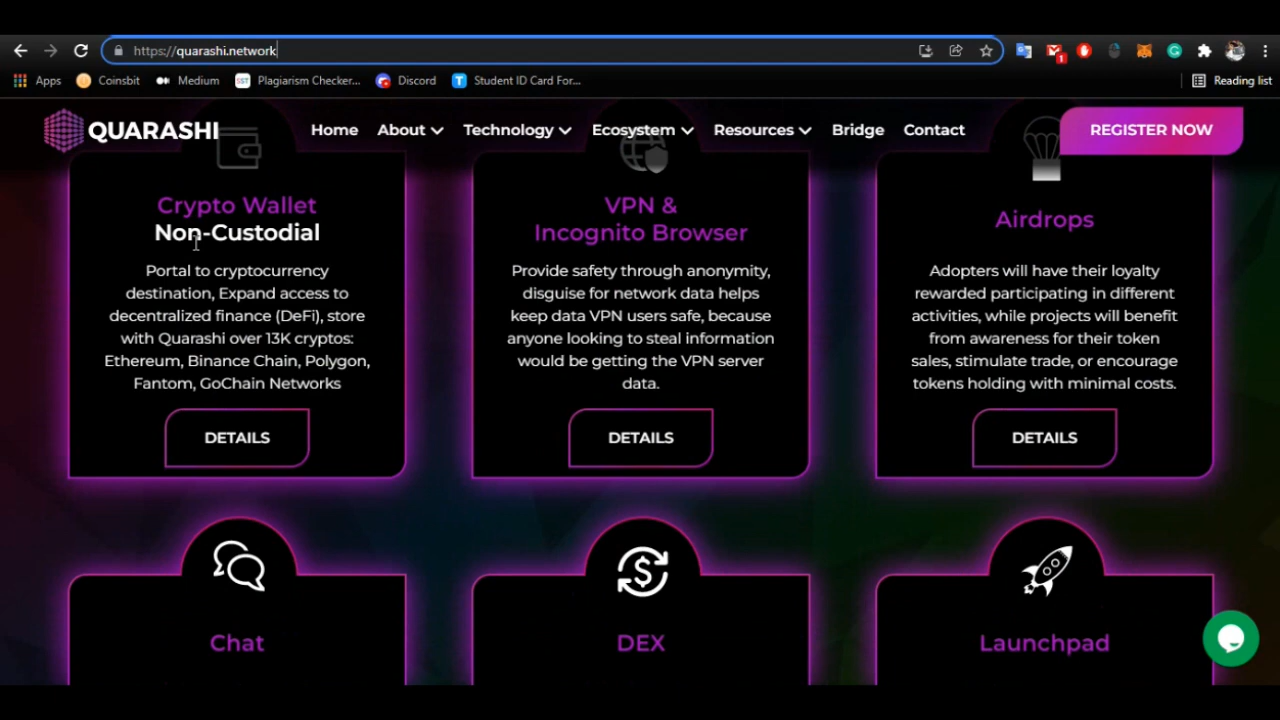 https://quarashi.network
1
Apps Coinsbit Medium SST Plagiarism Checker... Discord T Student ID Card For... Reading list
QUARASHI Home About Technology Ecosystem Resources Bridge Contact REGISTER NOW
Crypto Wallet
Non-Custodial
Portal to cryptocurrency
destination, Expand access to
decentralized finance (DeFi), store
with Quarashi over 13K cryptos:
Ethereum, Binance Chain, Polygon,
Fantom, GoChain Networks
DETAILS
VPN &
Incognito Browser
Provide safety through anonymity,
disguise for network data helps
keep data VPN users safe, because
anyone looking to steal information
would be getting the VPN server
data.
DETAILS
Airdrops
Adopters will have their loyalty
rewarded participating in different
activities, while projects will benefit
from awareness for their token
sales, stimulate trade, or encourage
tokens holding with minimal costs.
DETAILS
Chat
DEX
Launchpad